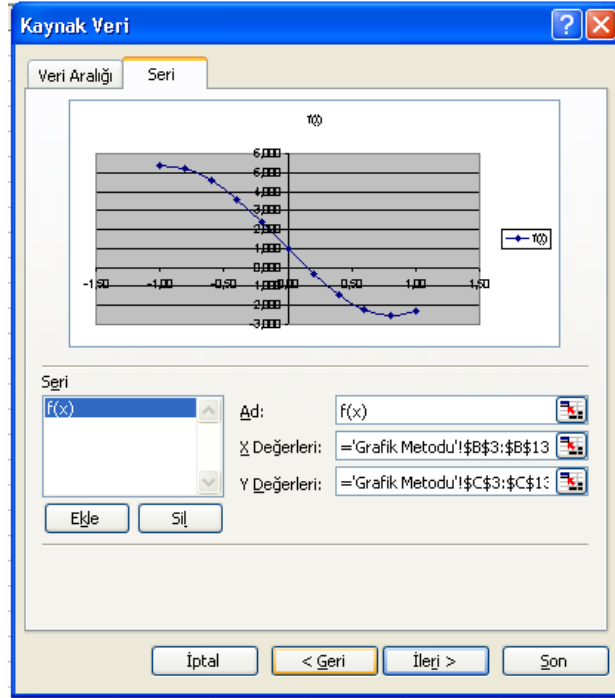 Kaynak Veri
Veri Aralığı Seri
f(x)
6,000
5,000
4,000
3,000
2,000
1,000
0,000
-1,50 -1,00 -0,50 0,00 0,50 1,00 1,50
-1,000
-2,000
-3,000
f(x)
Seri
f(x)
Ad: f(x)
X Değerleri: ='Grafik Metodu'!$B$3:$B$13
Y Değerleri: ='Grafik Metodu'!$C$3:$C$13
Ekle Sil
İptal < Geri İleri > Son